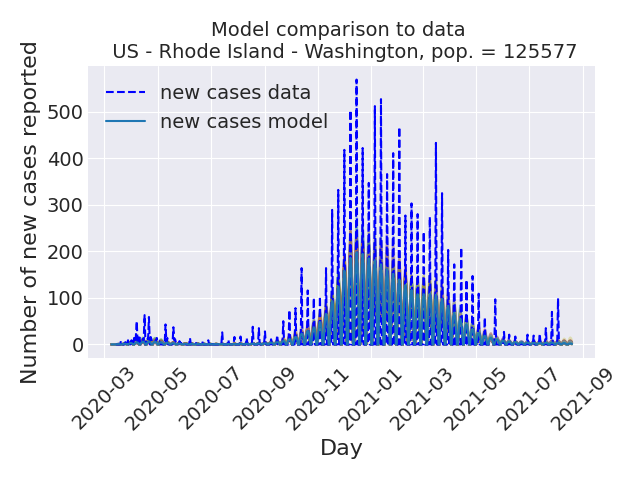 Model comparison to data
US - Rhode Island - Washington, pop. = 125577
Number of new cases reported
500
400
300
200
100
0
new cases data
new cases model
2020-03
2020-05
2020-07
2020-09
2020-11
2021-01
2021-03
2021-05
2021-07
2021-09
Day